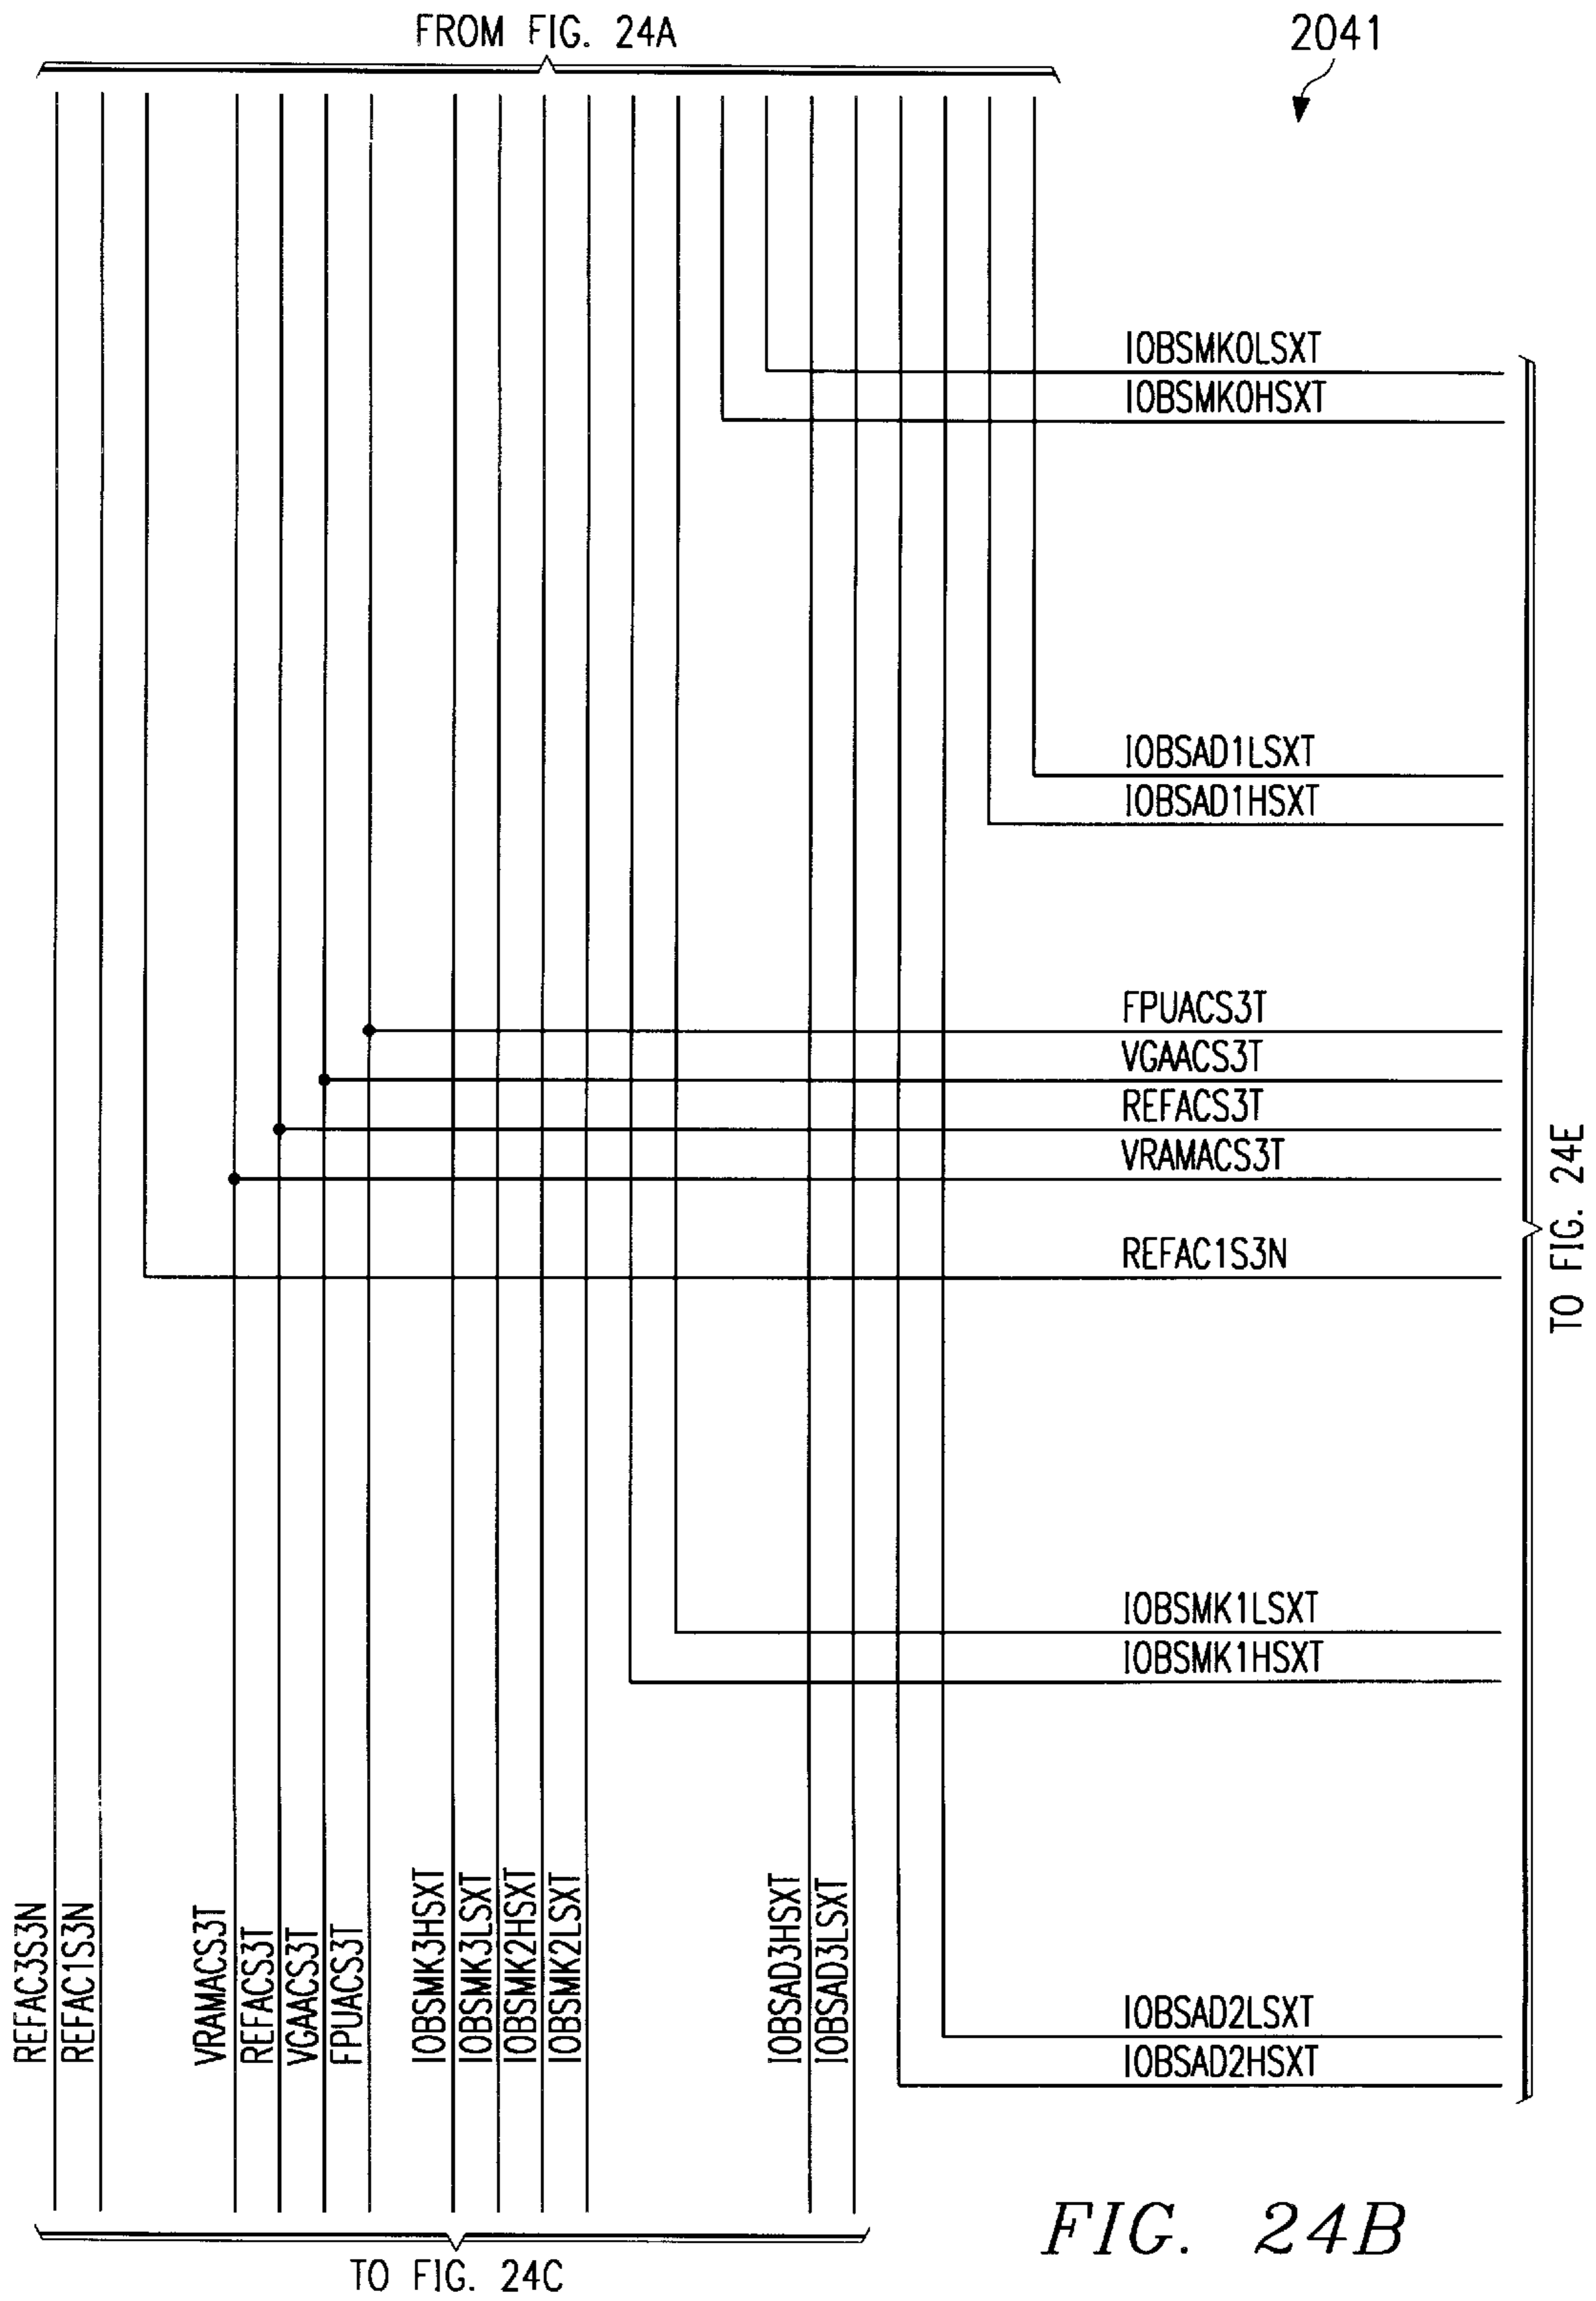 FROM FIG. 24A
2041
IOBSMK0LSXT
IOBSMK0HSXT
IOBSAD1LSXT
IOBSAD1HSXT
FPUACS3T
VGAACS3T
REFACS3T
VRAMACS3T
REFAC1S3N
IOBSMK1LSXT
IOBSMK1HSXT
IOBSAD2LSXT
IOBSAD2HSXT
TO FIG. 24E
REFAC3S3N
REFAC1S3N
VRAMACS3T
REFACS3T
VGAACS3T
FPUACS3T
IOBSMK3HSXT
IOBSMK3LSXT
IOBSMK2HSXT
IOBSMK2LSXT
IOBSAD3HSXT
IOBSAD3LSXT
TO FIG. 24C
FIG. 24B